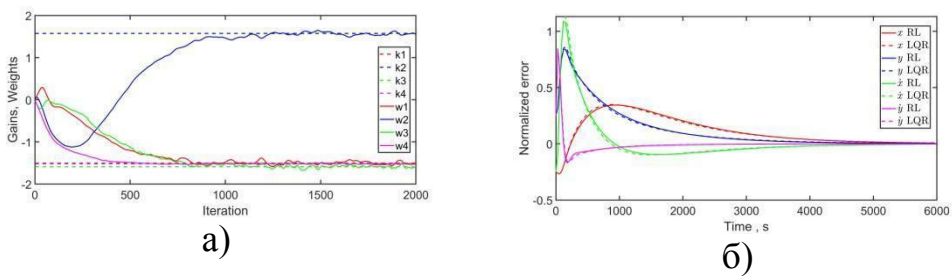 2
1
0
-1
-2
0
500
1000
1500
2000
Gains, Weights
Iteration
k1
k2
k3
k4
w1
w2
w3
w4
а)
1
0.5
0
-0.5
0
1000
2000
3000
4000
5000
6000
Normalized error
Time , s
x RL
x LQR
y RL
y LQR
ẋ RL
ẋ LQR
ẏ RL
ẏ LQR
б)